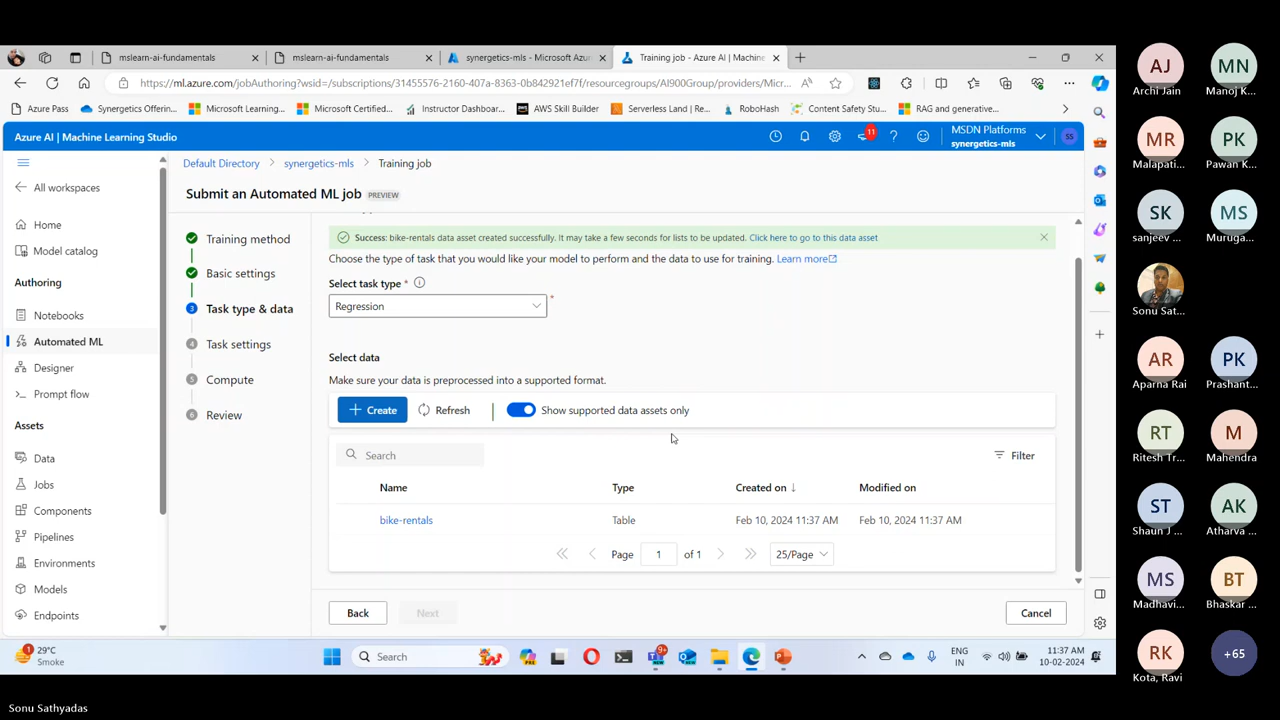 mslearn-ai-fundamentals
mslearn-ai-fundamentals
synergetics-mls - Microsoft Azu
Training job - Azure AI | Machine
https://ml.azure.com/jobAuthoring?wsid=/subscriptions/31455576-2160-407a-8363-0b842921ef7f/resourcegroups/AI900Group/providers/Micr...
Azure Pass
Synergetics Offerin...
Microsoft Learning...
Microsoft Certified...
Instructor Dashboar...
AWS Skill Builder
Serverless Land | Re...
RoboHash
Content Safety Stu...
RAG and generative...
Azure AI | Machine Learning Studio
11
MSDN Platforms
synergetics-mls
SS
All workspaces
Home
Model catalog
Authoring
Notebooks
Automated ML
Designer
Prompt flow
Assets
Data
Jobs
Components
Pipelines
Environments
Models
Endpoints
Default Directory > synergetics-mls > Training job
Submit an Automated ML job PREVIEW
Training method
Basic settings
3 Task type & data
4 Task settings
5 Compute
6 Review
Success: bike-rentals data asset created successfully. It may take a few seconds for lists to be updated. Click here to go to this data asset
Choose the type of task that you would like your model to perform and the data to use for training. Learn more
Select task type *
Regression
*
Select data
Make sure your data is preprocessed into a supported format.
+ Create
Refresh
Show supported data assets only
Search
Filter
Name Type Created on ↓ Modified on
bike-rentals Table Feb 10, 2024 11:37 AM Feb 10, 2024 11:37 AM
Page 1 of 1 25/Page
Back
Next
Cancel
1
29°C
Smoke
Search
PRE
9+
NEW
NEW
ENG
IN
11:37 AM
10-02-2024
AJ
Archi Jain
MN
Manoj K...
MR
Malapati...
PK
Pawan K...
SK
sanjeev ...
MS
Muruga...
Sonu Sat...
AR
Aparna Rai
PK
Prashant...
RT
Ritesh Tr...
M
Mahendra
ST
Shaun J ...
AK
Atharva ...
MS
Madhavi...
BT
Bhaskar ...
RK
Kota, Ravi
+65
Sonu Sathyadas